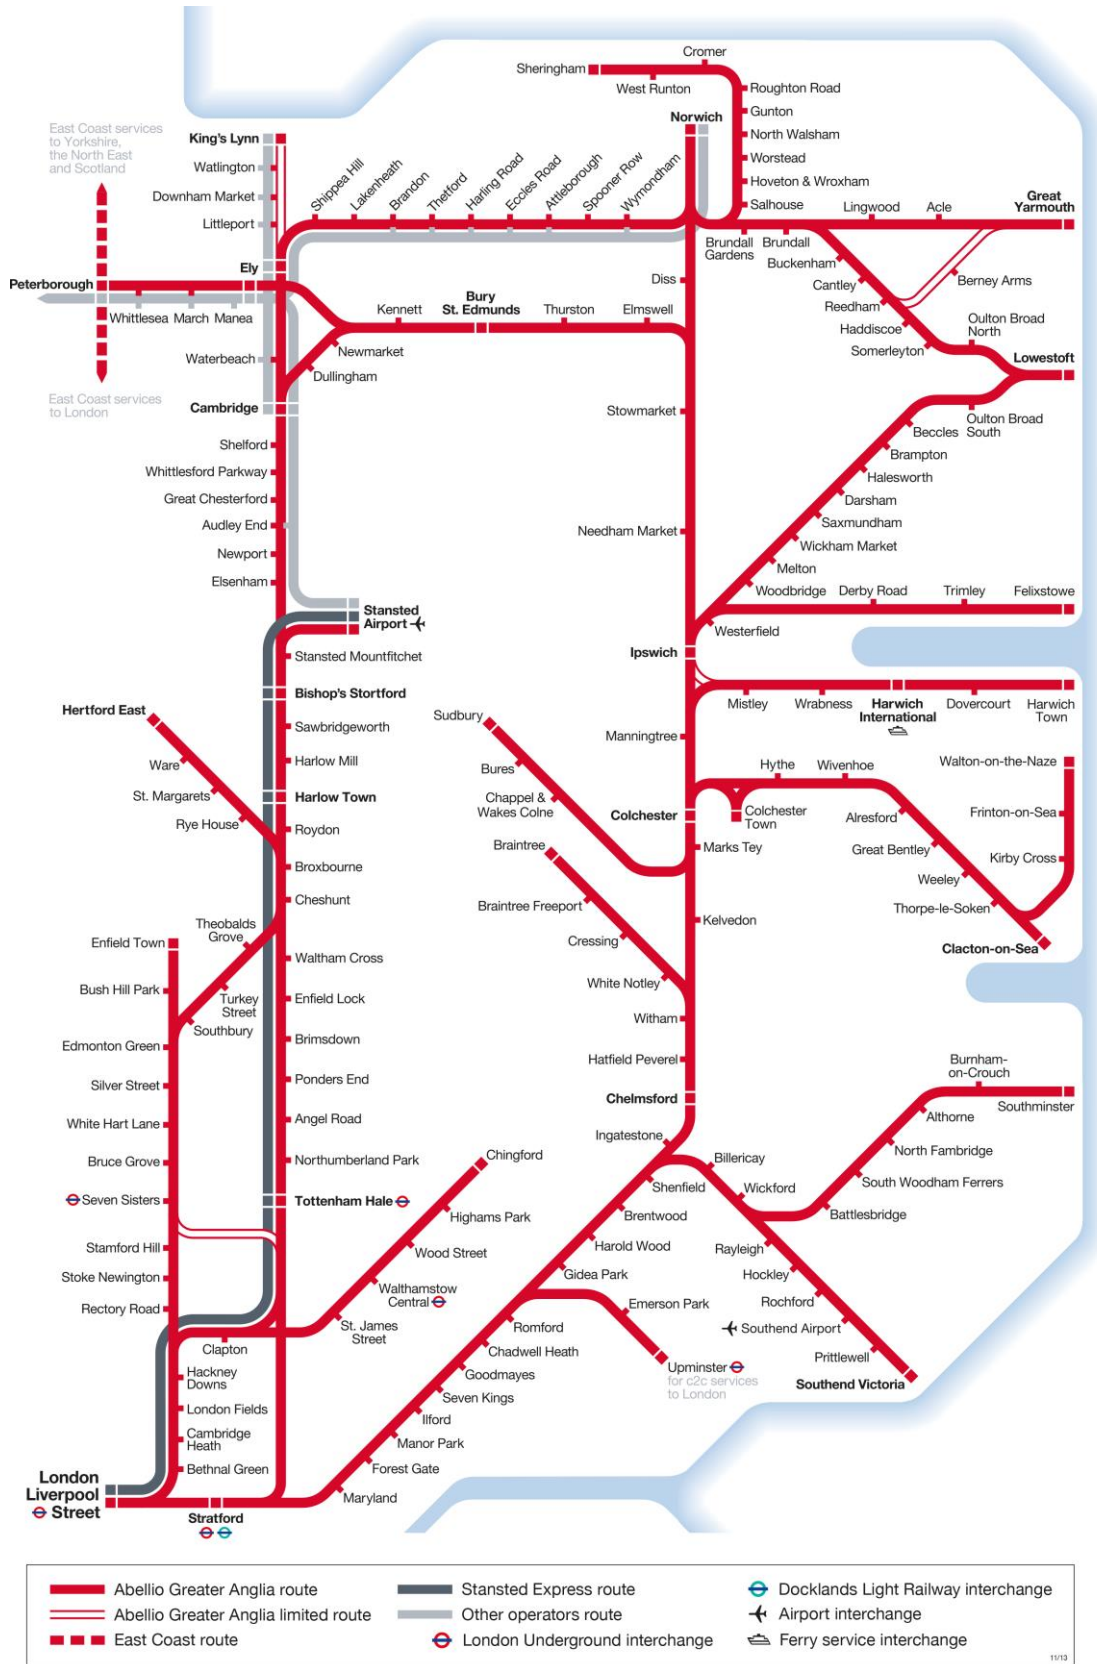 Cromer
Sheringham
West Runton
Roughton Road
Gunton
North Walsham
Worstead
Hoveton & Wroxham
Salhouse
Norwich
East Coast services
to Yorkshire,
the North East
and Scotland
King's Lynn
Watlington
Downham Market
Littleport
Ely
Shippea Hill
Lakenheath
Brandon
Thetford
Harling Road
Eccles Road
Attleborough
Spooner Row
Wymondham
Lingwood
Acle
Great
Yarmouth
Brundall
Gardens
Brundall
Buckenham
Cantley
Reedham
Haddiscoe
Somerleyton
Berney Arms
Oulton Broad
North
Lowestoft
Peterborough
Whittlesea
March
Manea
East Coast services
to London
Diss
Kennett
Bury
St. Edmunds
Thurston
Elmswell
Newmarket
Dullingham
Waterbeach
Cambridge
Stowmarket
Oulton Broad
South
Beccles
Brampton
Halesworth
Darsham
Saxmundham
Wickham Market
Melton
Woodbridge
Shelford
Whittlesford Parkway
Great Chesterford
Audley End
Newport
Elsenham
Needham Market
Derby Road
Trimley
Felixstowe
Westerfield
Stansted
Airport
Stansted Mountfitchet
Ipswich
Bishop's Stortford
Mistley
Wrabness
Harwich
International
Dovercourt
Harwich
Town
Hertford East
Ware
St. Margarets
Rye House
Sawbridgeworth
Harlow Mill
Harlow Town
Roydon
Broxbourne
Cheshunt
Sudbury
Bures
Chappel &
Wakes Colne
Manningtree
Hythe
Wivenhoe
Walton-on-the-Naze
Frinton-on-Sea
Kirby Cross
Colchester
Colchester
Town
Alresford
Great Bentley
Weeley
Thorpe-le-Soken
Clacton-on-Sea
Marks Tey
Braintree
Braintree Freeport
Cressing
White Notley
Kelvedon
Witham
Hatfield Peverel
Chelmsford
Theobalds
Grove
Turkey
Street
Southbury
Enfield Town
Bush Hill Park
Edmonton Green
Silver Street
White Hart Lane
Bruce Grove
Seven Sisters
Stamford Hill
Stoke Newington
Rectory Road
Waltham Cross
Enfield Lock
Brimsdown
Ponders End
Angel Road
Northumberland Park
Tottenham Hale
Chingford
Highams Park
Wood Street
Walthamstow
Central
St. James
Street
Clapton
Hackney
Downs
London Fields
Cambridge
Heath
Bethnal Green
London
Liverpool
Street
Stratford
Ingatestone
Shenfield
Brentwood
Harold Wood
Gidea Park
Romford
Chadwell Heath
Goodmayes
Seven Kings
Ilford
Manor Park
Forest Gate
Maryland
Emerson Park
Upminster
for c2c services
to London
Billericay
Wickford
Burnham-
on-Crouch
Southminster
Althorne
North Fambridge
South Woodham Ferrers
Battlesbridge
Rayleigh
Hockley
Rochford
Southend Airport
Prittlewell
Southend Victoria
Abellio Greater Anglia route
Abellio Greater Anglia limited route
East Coast route
Stansted Express route
Other operators route
London Underground interchange
Docklands Light Railway interchange
Airport interchange
Ferry service interchange
11/13